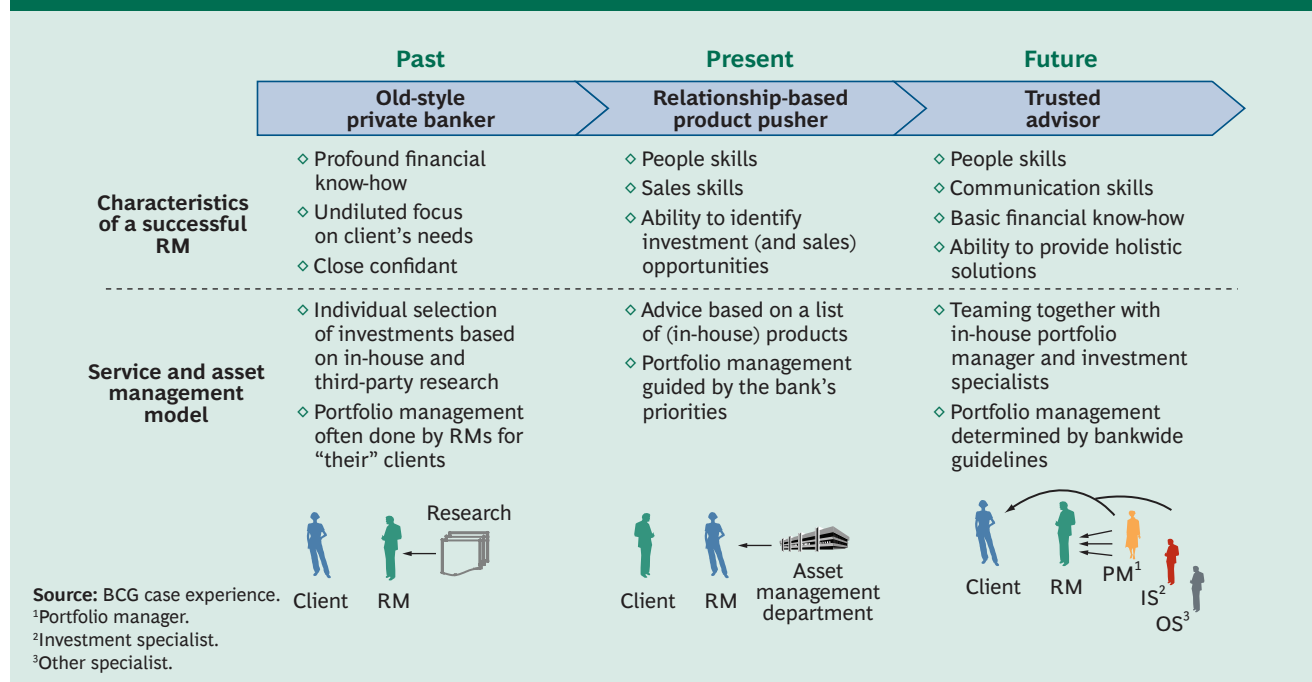 Past
Present
Future
Old-style
private banker
Relationship-based
product pusher
Trusted
advisor
Characteristics
of a successful
RM
◇ Profound financial
know-how
◇ Undiluted focus
on client’s needs
◇ Close confidant
◇ People skills
◇ Sales skills
◇ Ability to identify
investment (and sales)
opportunities
◇ People skills
◇ Communication skills
◇ Basic financial know-how
◇ Ability to provide holistic
solutions
Service and asset
management
model
◇ Individual selection
of investments based
on in-house and
third-party research
◇ Portfolio management
often done by RMs for
“their” clients
◇ Advice based on a list
of (in-house) products
◇ Portfolio management
guided by the bank’s
priorities
◇ Teaming together with
in-house portfolio
manager and investment
specialists
◇ Portfolio management
determined by bankwide
guidelines
Research
Client
RM
Client
RM
Asset
management
department
Client
RM
PM¹
IS²
OS³
Source: BCG case experience.
¹Portfolio manager.
²Investment specialist.
³Other specialist.